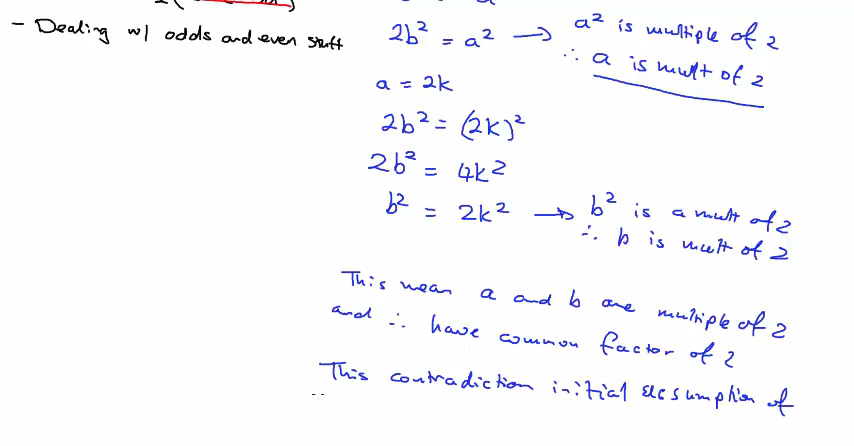 - Dealing w/ odds and even stuff
2b² = a² → a² is multiple of 2
∴ a is mult of 2
a = 2k
2b² = (2k)²
2b² = 4k²
b² = 2k² → b² is a mult of 2
∴ b is mult of 2
This mean a and b are multiple of 2
and ∴ have common factor of 2
This contradiction initial assumption of